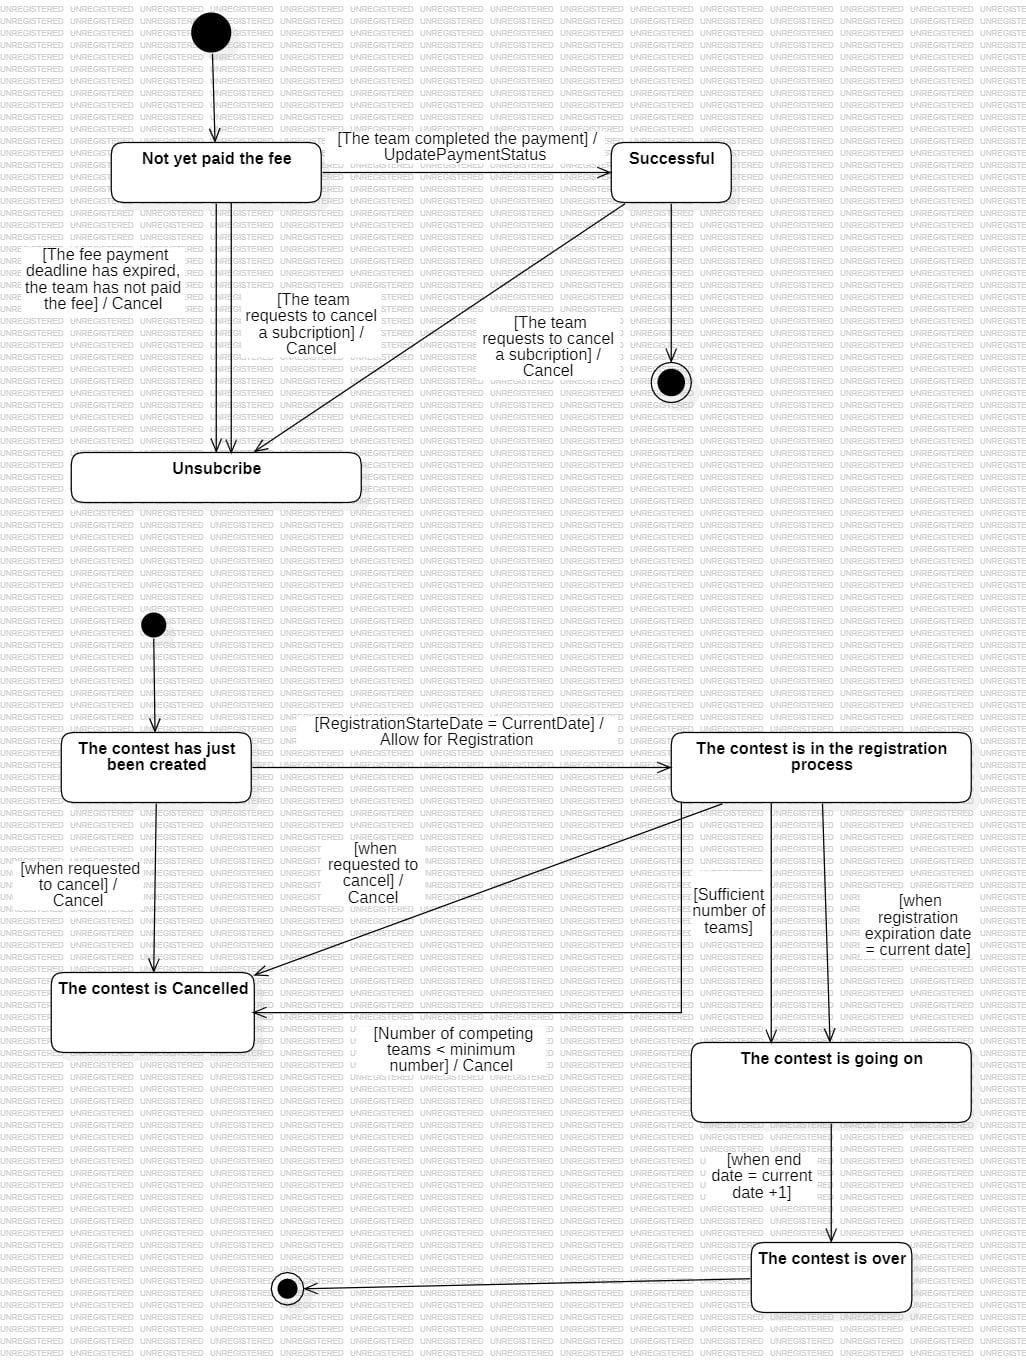 Not yet paid the fee
[The team completed the payment] /
UpdatePaymentStatus
Successful
[The fee payment
deadline has expired,
the team has not paid
the fee] / Cancel
[The team
requests to cancel
a subcription] /
Cancel
[The team
requests to cancel
a subcription] /
Cancel
Unsubcribe
The contest has just
been created
[RegistrationStarteDate = CurrentDate] /
Allow for Registration
The contest is in the registration
process
[when requested
to cancel] /
Cancel
[when
requested to
cancel] /
Cancel
[Sufficient
number of
teams]
[when
registration
expiration date
= current date]
The contest is Cancelled
[Number of competing
teams < minimum
number] / Cancel
The contest is going on
[when end
date = current
date +1]
The contest is over
UNREGISTERED